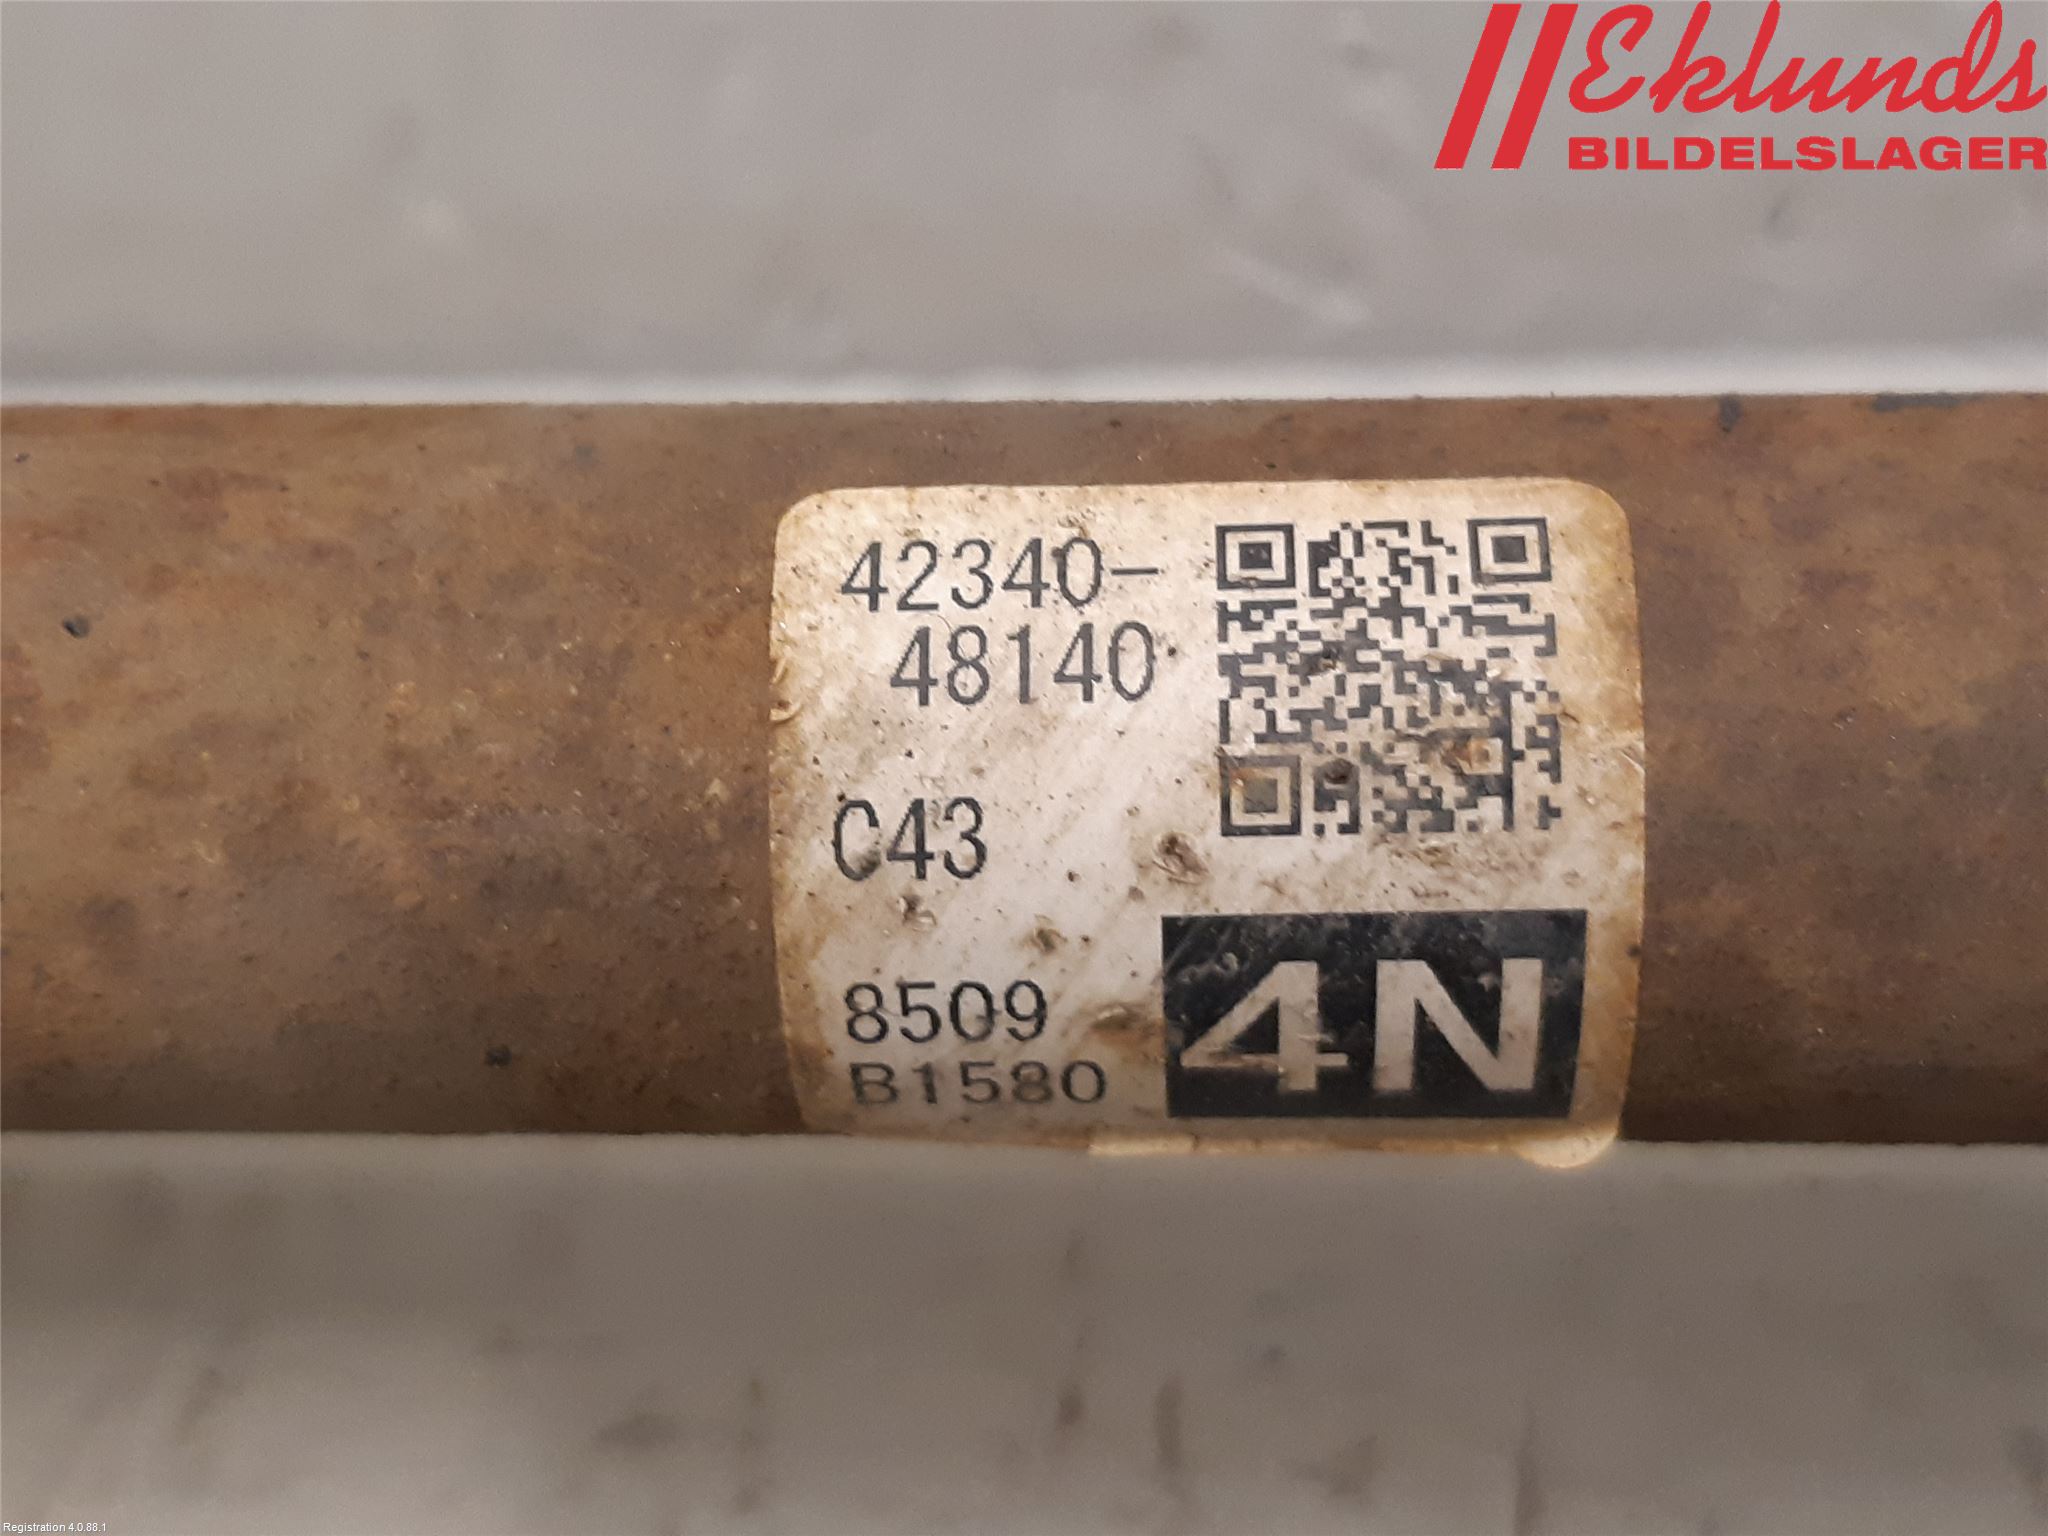 Eklunds
BILDELSLAGER
42340-
48140
C43
8509
B1580
4N
Registration 4.0.88.1